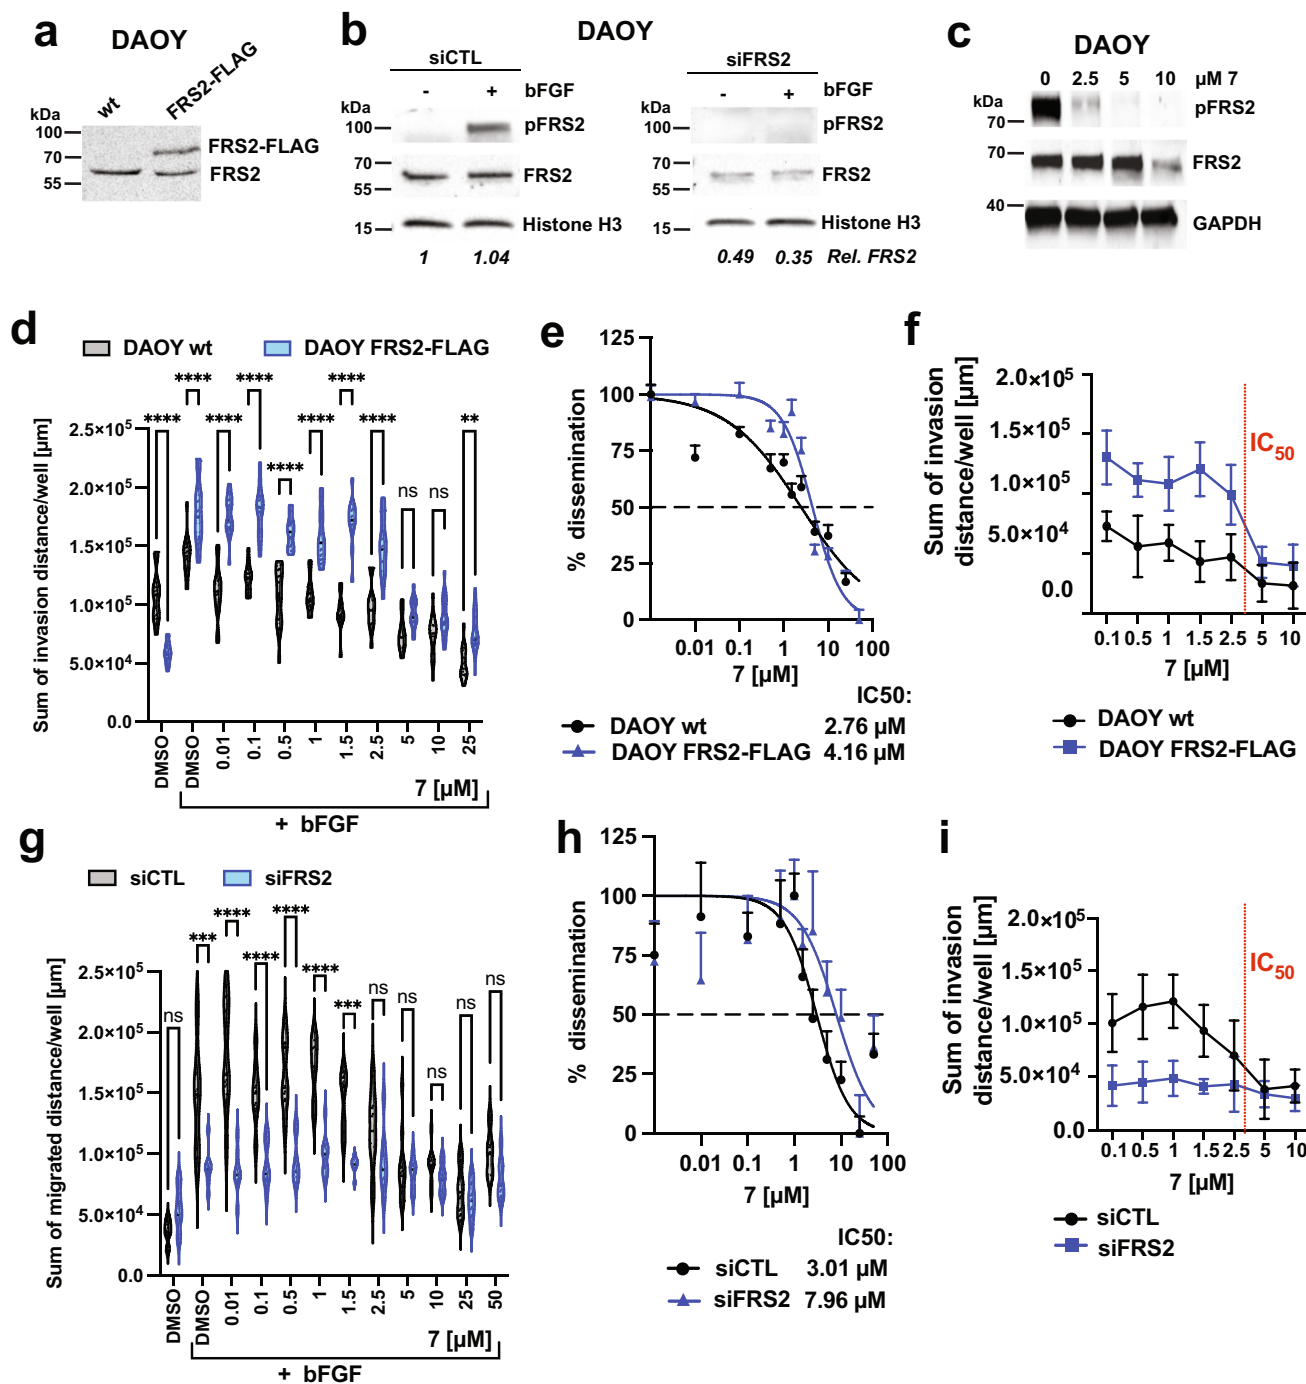 a
DAOY
wt
FRS2-FLAG
kDa
100
70
55
FRS2-FLAG
FRS2
b
DAOY
siCTL
- + bFGF
kDa
100
pFRS2
70
55
FRS2
15
Histone H3
1 1.04
siFRS2
- + bFGF
kDa
100
pFRS2
70
55
FRS2
15
Histone H3
0.49 0.35 Rel. FRS2
c
DAOY
0 2.5 5 10 µM 7
kDa
70
pFRS2
70
FRS2
40
GAPDH
d
DAOY wt DAOY FRS2-FLAG
**** **** **** **** **** **** **** **** ns ns **
Sum of invasion distance/well [µm]
2.5×10⁵
2.0×10⁵
1.5×10⁵
1.0×10⁵
5.0×10⁴
0.0
DMSO DMSO 0.01 0.1 0.5 1 1.5 2.5 5 10 25
7 [µM]
+ bFGF
e
% dissemination
125
100
75
50
25
0
0.01 0.1 1 10 100
7 [µM]
IC50:
DAOY wt 2.76 µM
DAOY FRS2-FLAG 4.16 µM
f
Sum of invasion
distance/well [µm]
2.0×10⁵
1.5×10⁵
1.0×10⁵
5.0×10⁴
0.0
IC50
0.1 0.5 1 1.5 2.5 5 10
7 [µM]
DAOY wt
DAOY FRS2-FLAG
g
siCTL siFRS2
ns *** **** **** **** **** *** ns ns ns ns ns
Sum of migrated distance/well [µm]
2.5×10⁵
2.0×10⁵
1.5×10⁵
1.0×10⁵
5.0×10⁴
0.0
DMSO DMSO 0.01 0.1 0.5 1 1.5 2.5 5 10 25 50
7 [µM]
+ bFGF
h
% dissemination
125
100
75
50
25
0
0.01 0.1 1 10 100
7 [µM]
IC50:
siCTL 3.01 µM
siFRS2 7.96 µM
i
Sum of invasion
distance/well [µm]
2.0×10⁵
1.5×10⁵
1.0×10⁵
5.0×10⁴
0.0
IC50
0.1 0.5 1 1.5 2.5 5 10
7 [µM]
siCTL
siFRS2